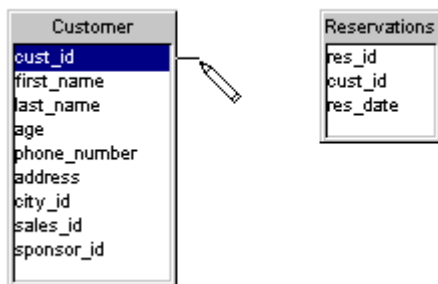 Customer
cust_id
first_name
last_name
age
phone_number
address
city_id
sales_id
sponsor_id
Reservations
res_id
cust_id
res_date